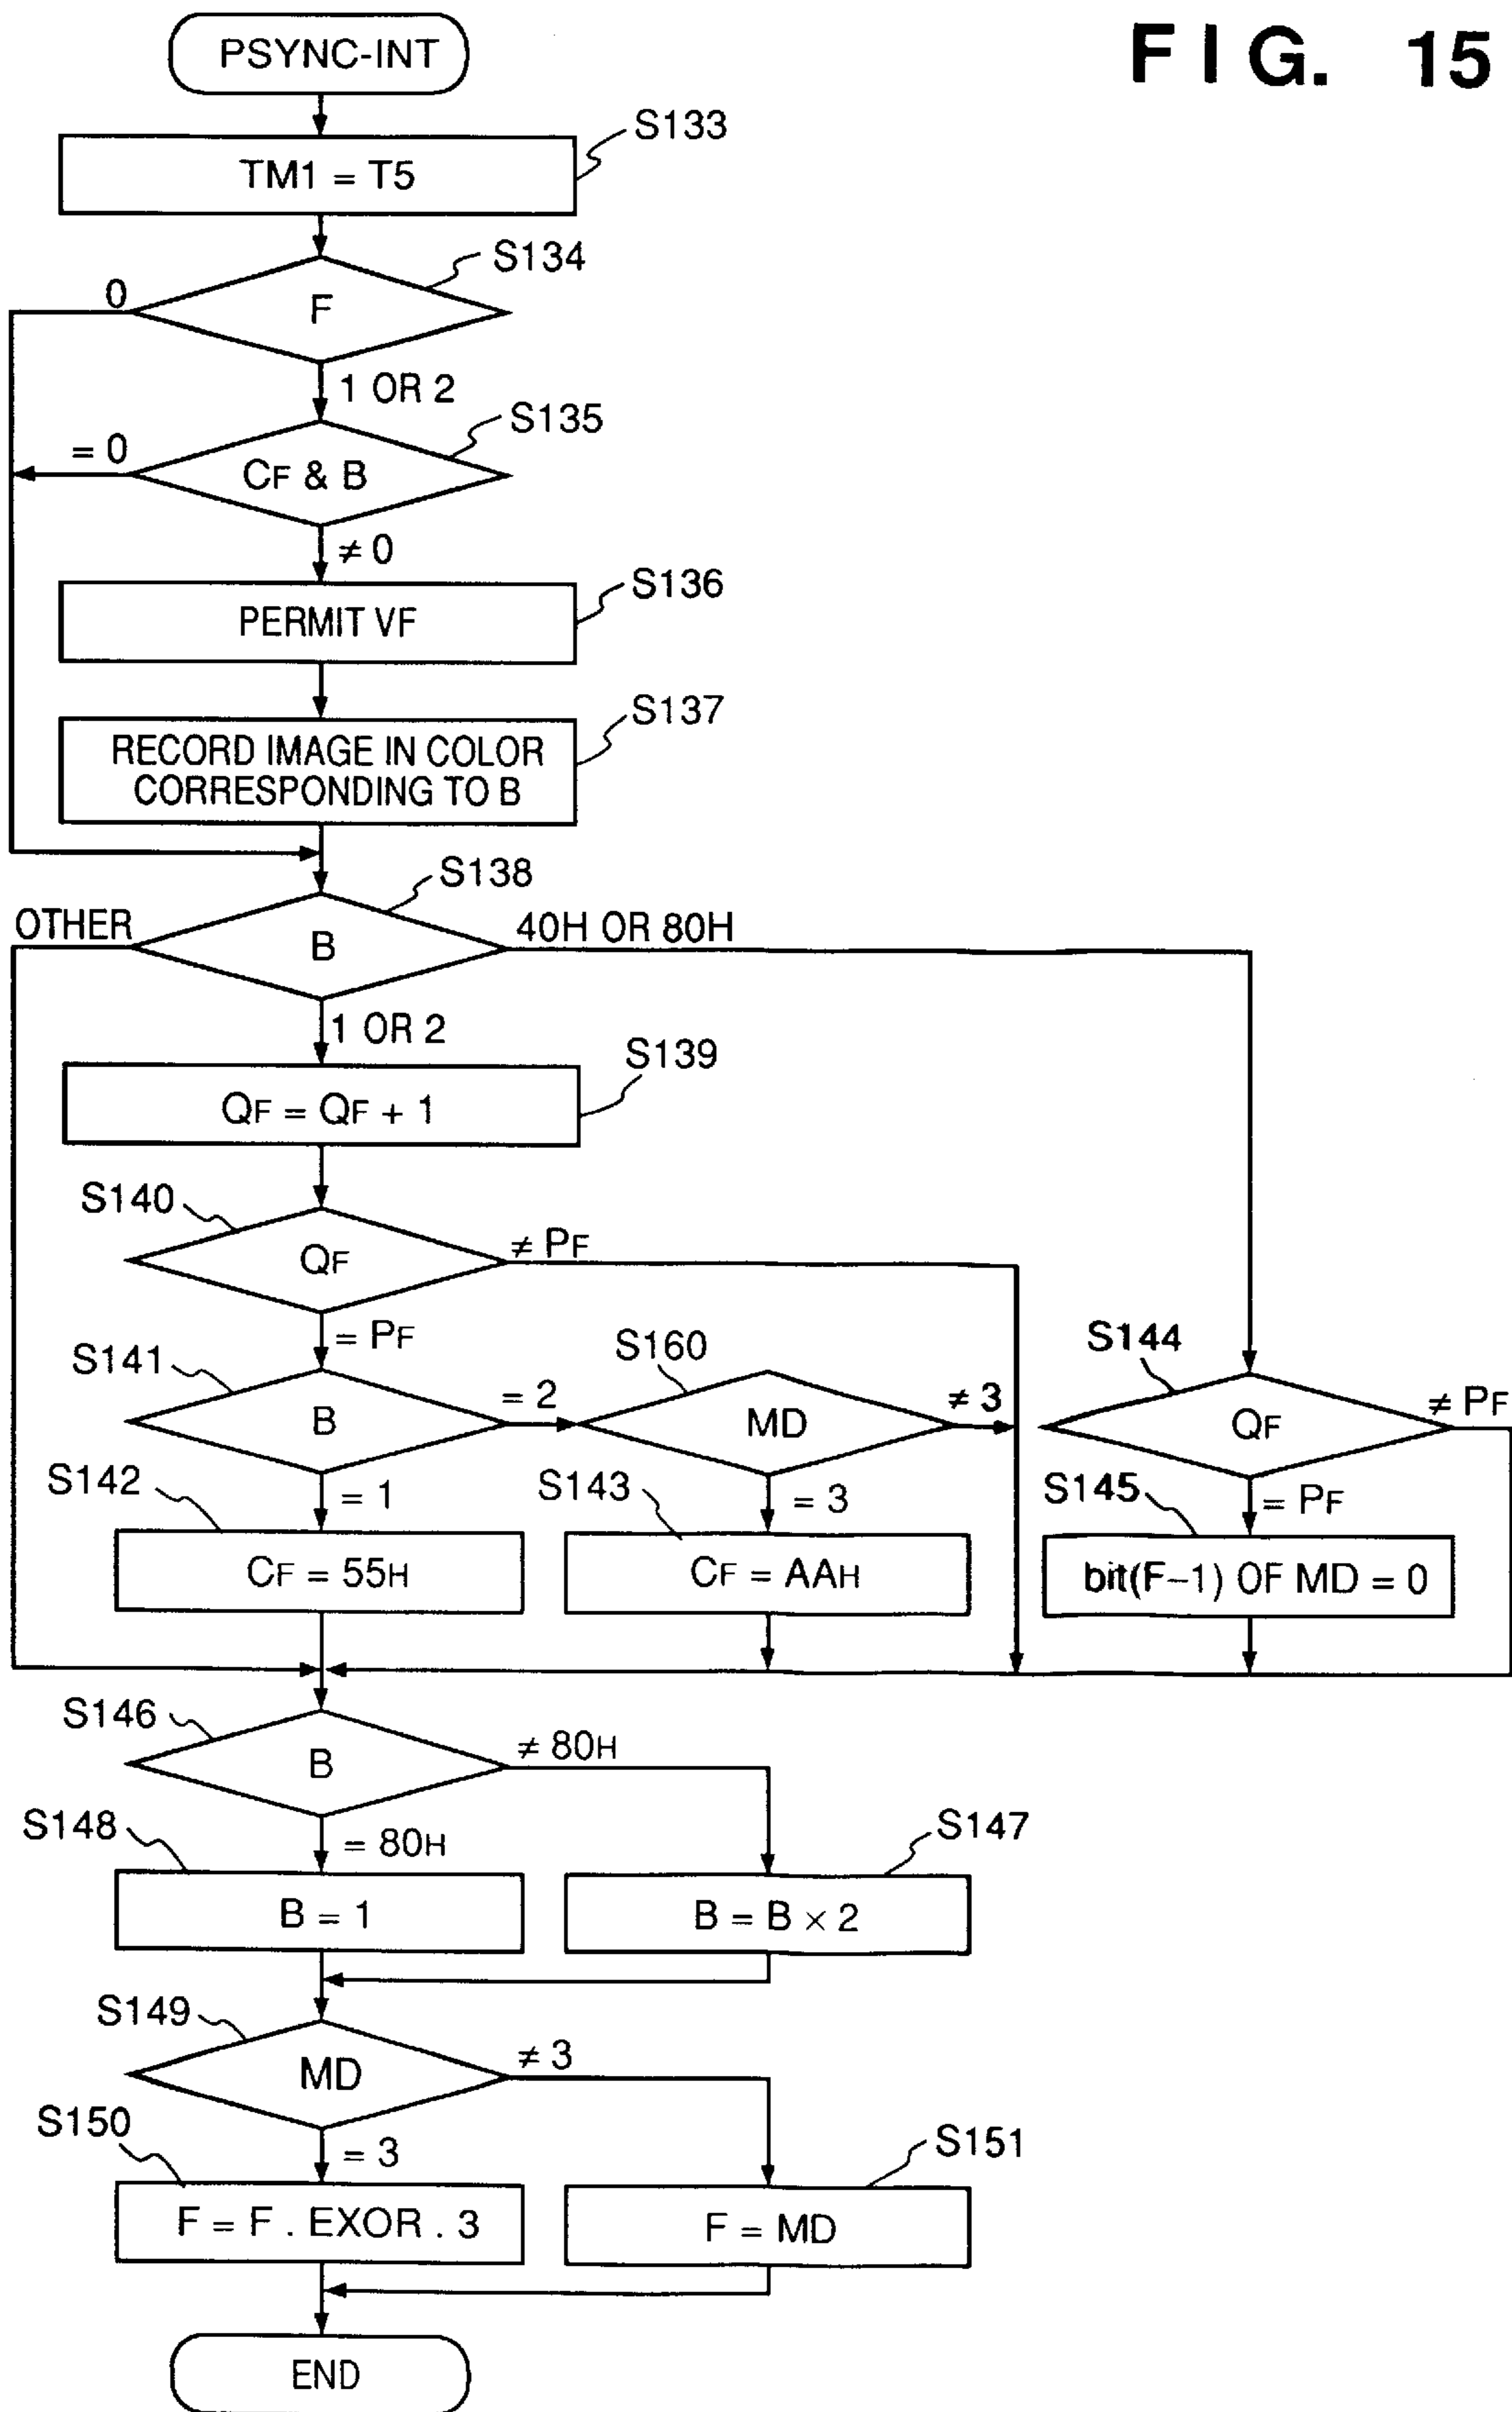 FIG. 15
PSYNC-INT
S133
TM1 = T5
S134
0
F
1 OR 2
S135
= 0
CF & B
≠ 0
S136
PERMIT VF
S137
RECORD IMAGE IN COLOR
CORRESPONDING TO B
S138
OTHER
B
40H OR 80H
1 OR 2
S139
QF = QF + 1
S140
QF
≠ PF
= PF
S141
B
= 2
S160
MD
≠ 3
S144
QF
≠ PF
S142
= 1
CF = 55H
S143
= 3
CF = AAH
S145
= PF
bit(F-1) OF MD = 0
S146
B
≠ 80H
S148
= 80H
B = 1
S147
B = B × 2
S149
MD
≠ 3
S150
= 3
F = F . EXOR . 3
S151
F = MD
END